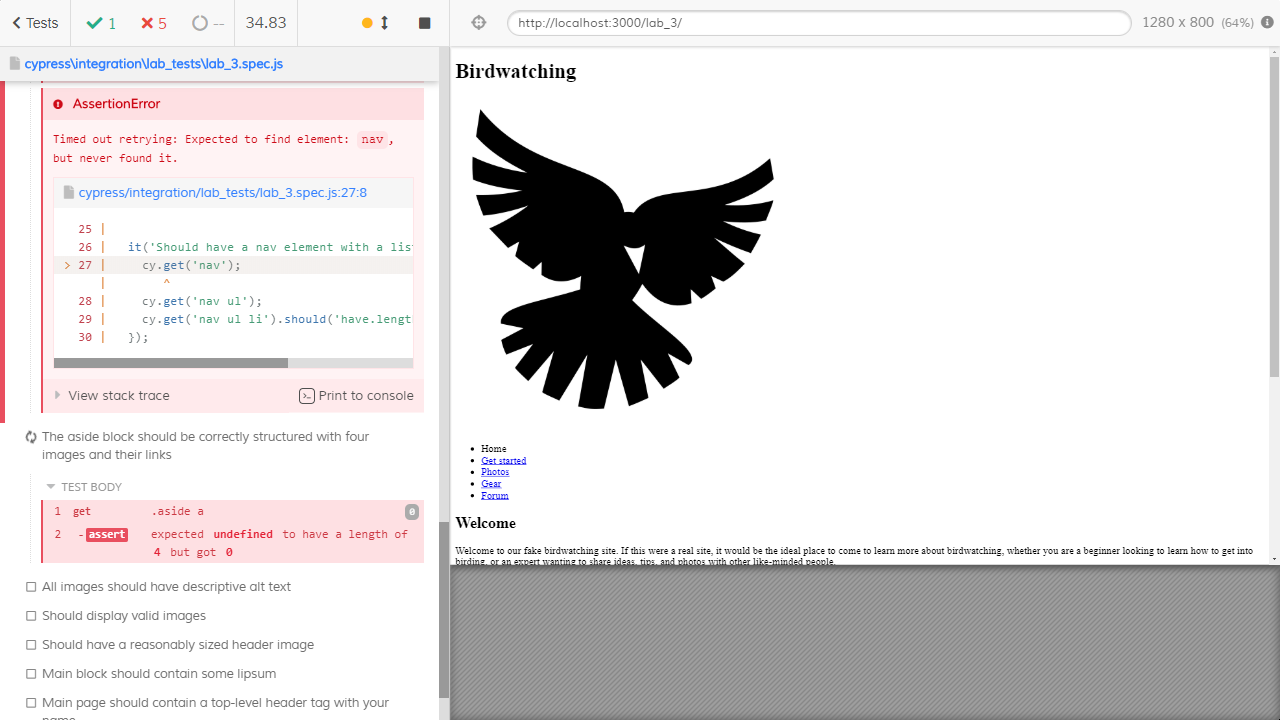 Tests
1
5
--
34.83
http://localhost:3000/lab_3/
1280 x 800 (64%)
cypress\integration\lab_tests\lab_3.spec.js
AssertionError
Timed out retrying: Expected to find element: nav,
but never found it.
cypress/integration/lab_tests/lab_3.spec.js:27:8
25 |
26 | it('Should have a nav element with a lis
> 27 | cy.get('nav');
| ^
28 | cy.get('nav ul');
29 | cy.get('nav ul li').should('have.lengt
30 | });
View stack trace
Print to console
The aside block should be correctly structured with four
images and their links
TEST BODY
1 get .aside a 0
2 -assert expected undefined to have a length of
4 but got 0
All images should have descriptive alt text
Should display valid images
Should have a reasonably sized header image
Main block should contain some lipsum
Main page should contain a top-level header tag with your
name
Birdwatching
Home
Get started
Photos
Gear
Forum
Welcome
Welcome to our fake birdwatching site. If this were a real site, it would be the ideal place to come to learn more about birdwatching, whether you are a beginner looking to learn how to get into
birding, or an expert wanting to share ideas, tips, and photos with other like-minded people.